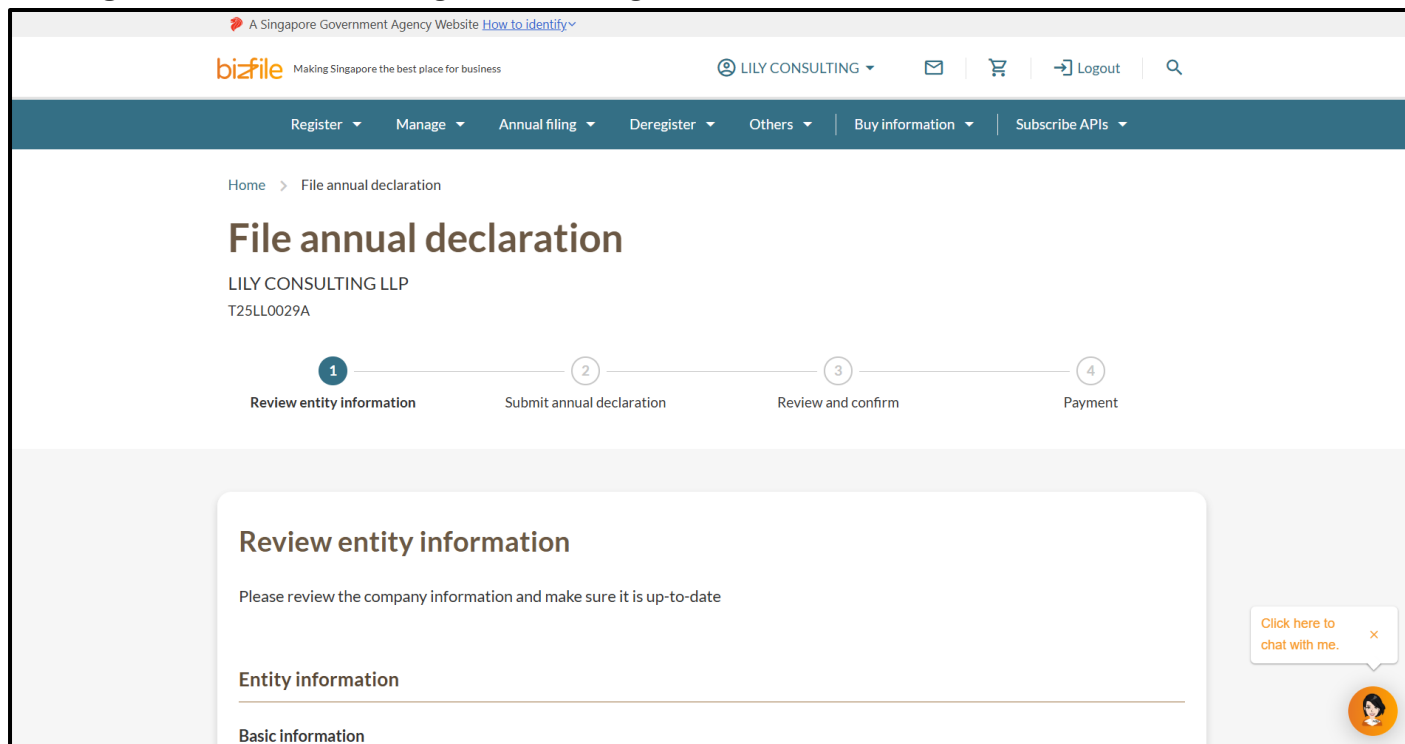 A Singapore Government Agency Website How to identify
bizfile Making Singapore the best place for business LILY CONSULTING Logout
Register Manage Annual filing Deregister Others Buy information Subscribe APIs
Home > File annual declaration
File annual declaration
LILY CONSULTING LLP
T25LL0029A
1 2 3 4
Review entity information Submit annual declaration Review and confirm Payment
Review entity information
Please review the company information and make sure it is up-to-date
Click here to
chat with me. ×
Entity information
Basic information